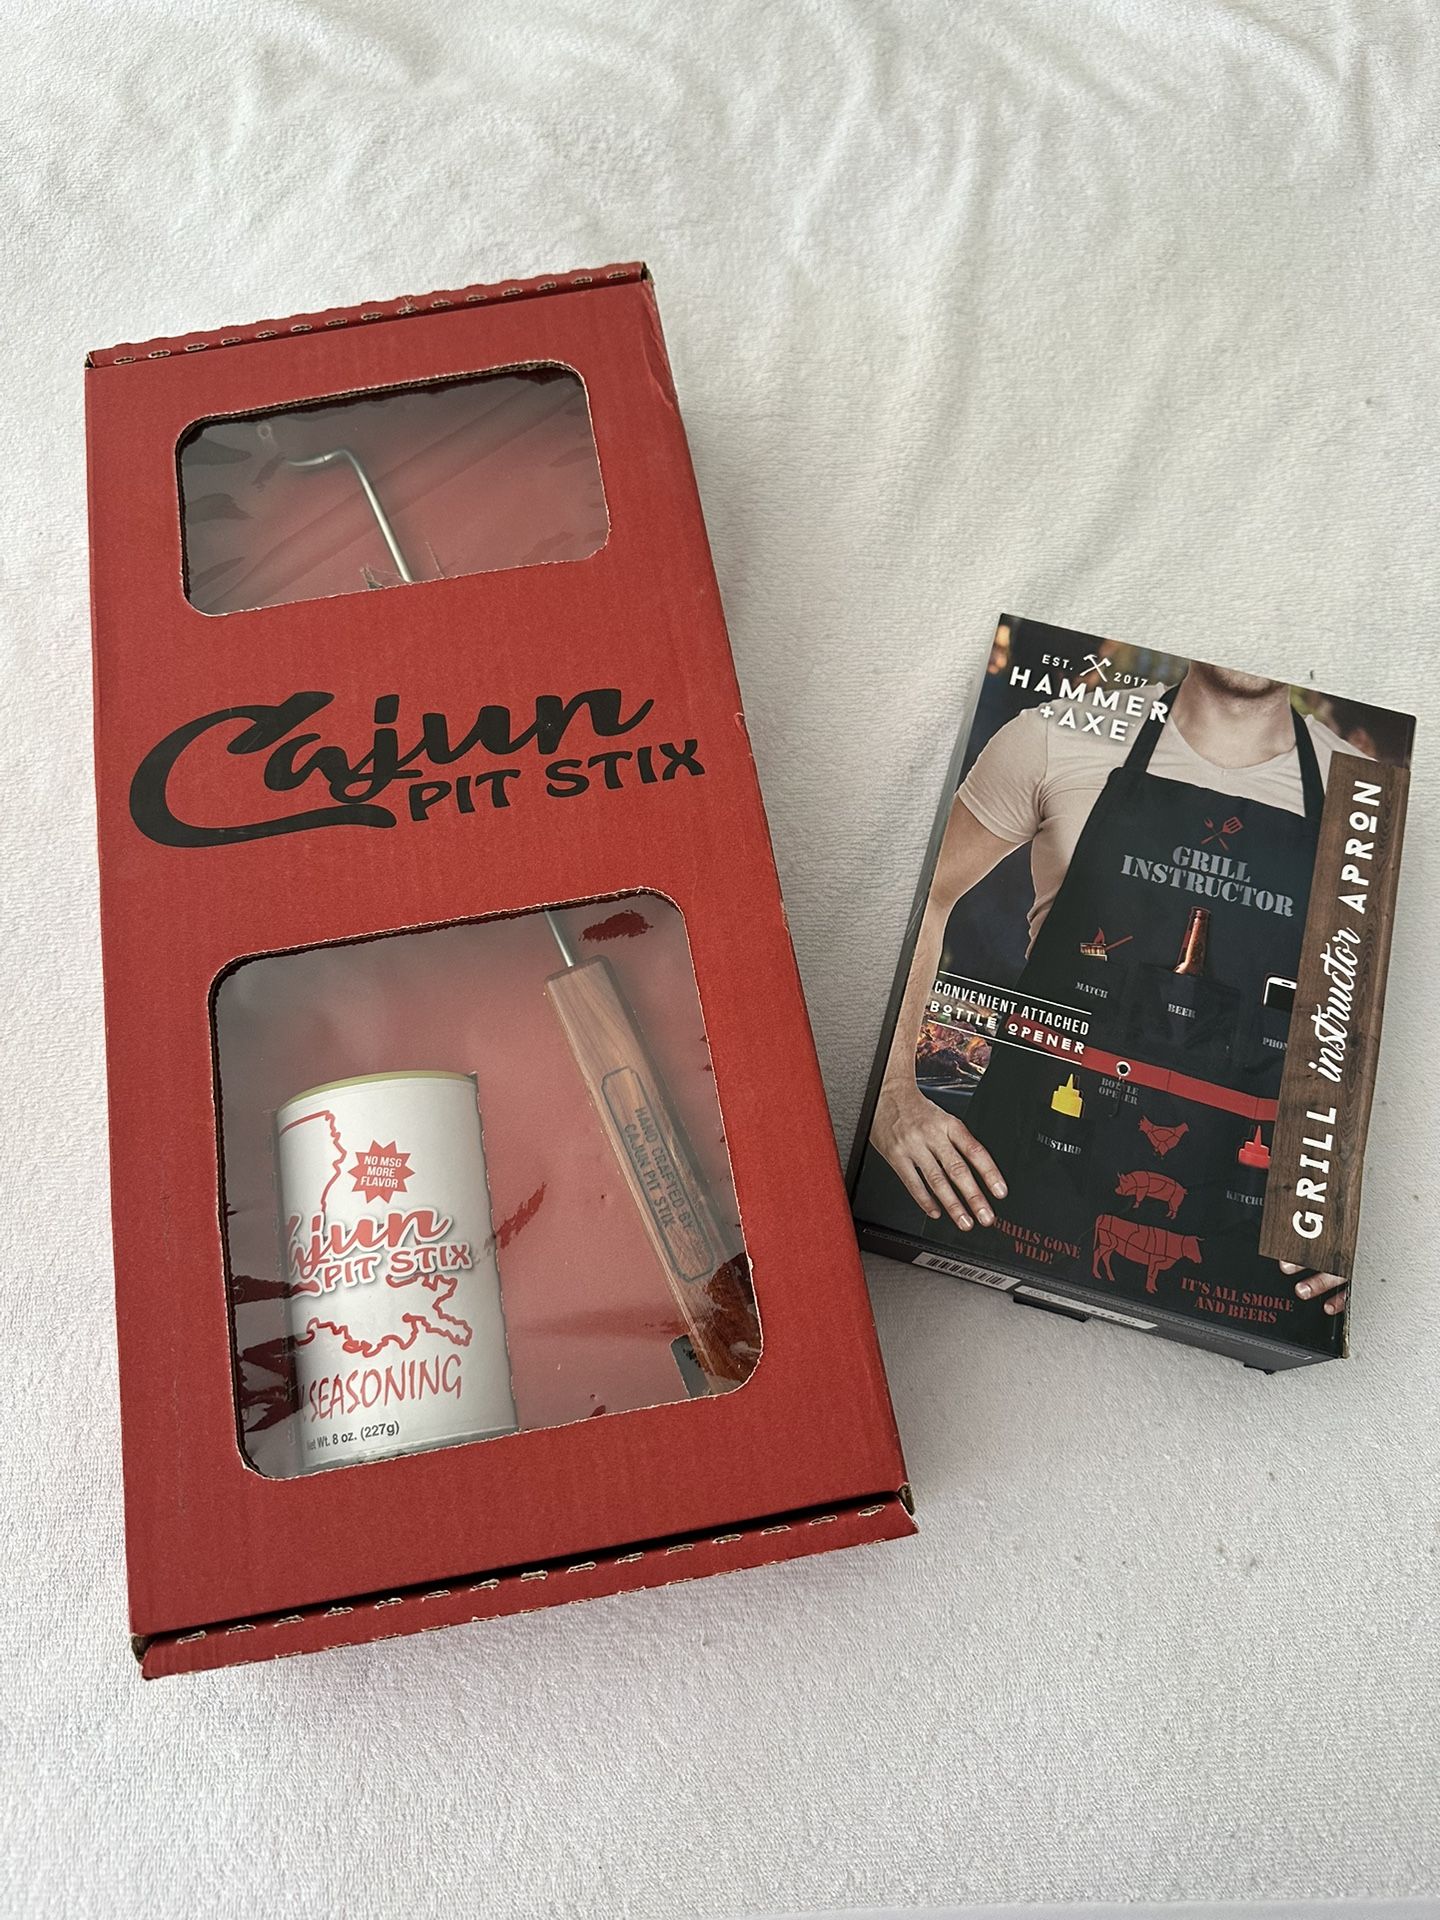 Cajun
PIT STIX
NO MSG
MORE
FLAVOR
Cajun
PIT STIX
SEASONING
Net Wt. 8 oz. (227g)
HAND CRAFTED BY
CAJUN PIT STIX
EST. 2017
HAMMER
+AXE
GRILL
INSTRUCTOR
MATCH
BEER
PHONE
CONVENIENT ATTACHED
BOTTLE OPENER
BOTTLE
OPENER
MUSTARD
KETCHUP
GRILLS GONE
WILD!
IT'S ALL SMOKE
AND BEERS
GRILL instructor APRON